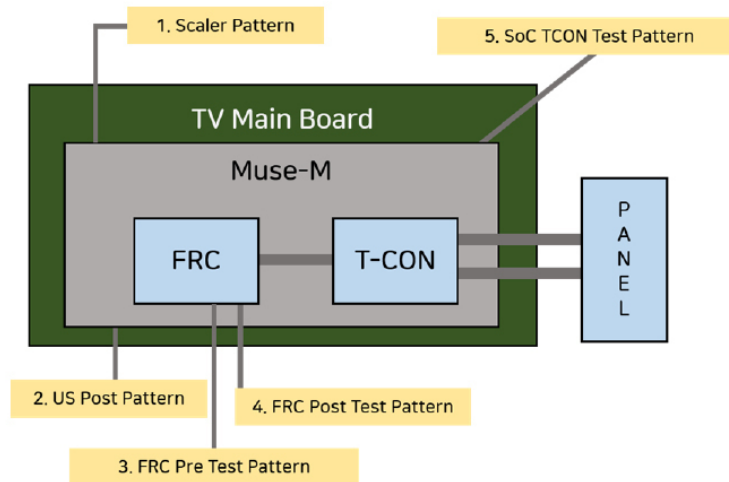 1. Scaler Pattern
5. SoC TCON Test Pattern
TV Main Board
Muse-M
FRC
T-CON
P
A
N
E
L
2. US Post Pattern
4. FRC Post Test Pattern
3. FRC Pre Test Pattern